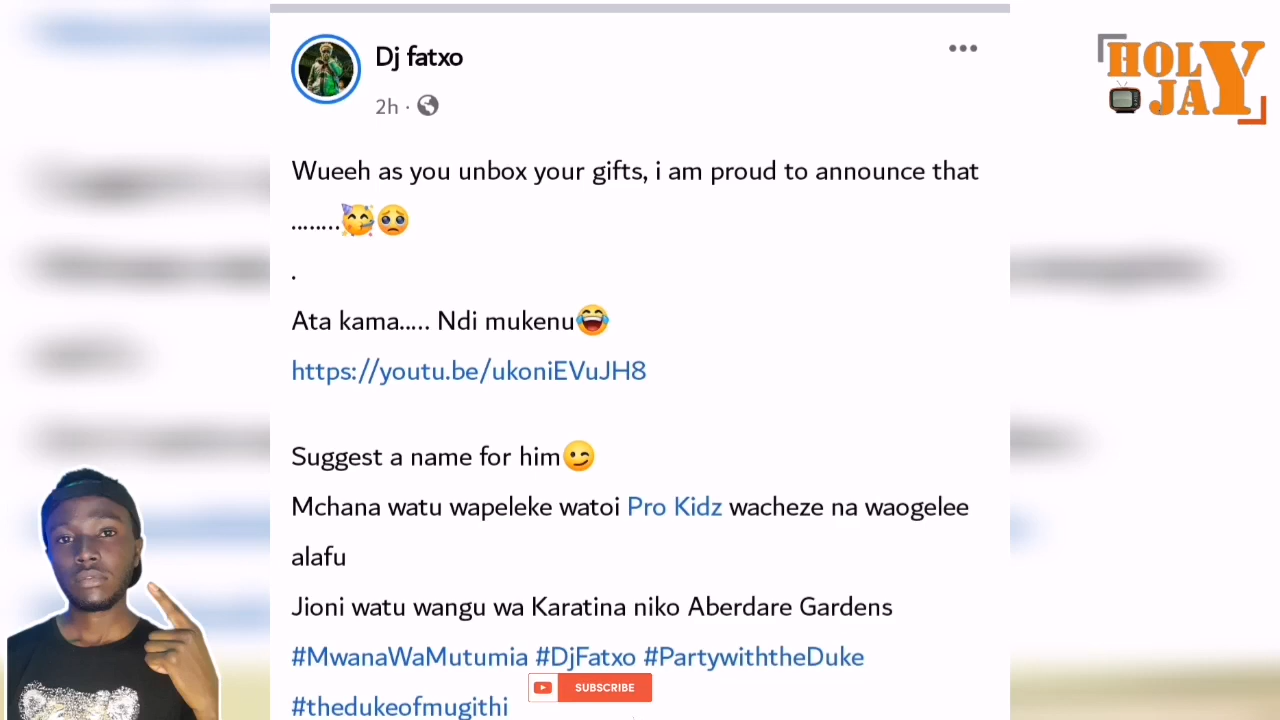 Dj fatxo
2h ·
Wueeh as you unbox your gifts, i am proud to announce that
........🥳🥹
.
Ata kama..... Ndi mukenu😂
https://youtu.be/ukoniEVuJH8
Suggest a name for him😉
Mchana watu wapeleke watoi Pro Kidz wacheze na waogelee
alafu
Jioni watu wangu wa Karatina niko Aberdare Gardens
#MwanaWaMutumia #DjFatxo #PartywiththeDuke
#thedukeofmugithi
SUBSCRIBE
HOLY
JAY